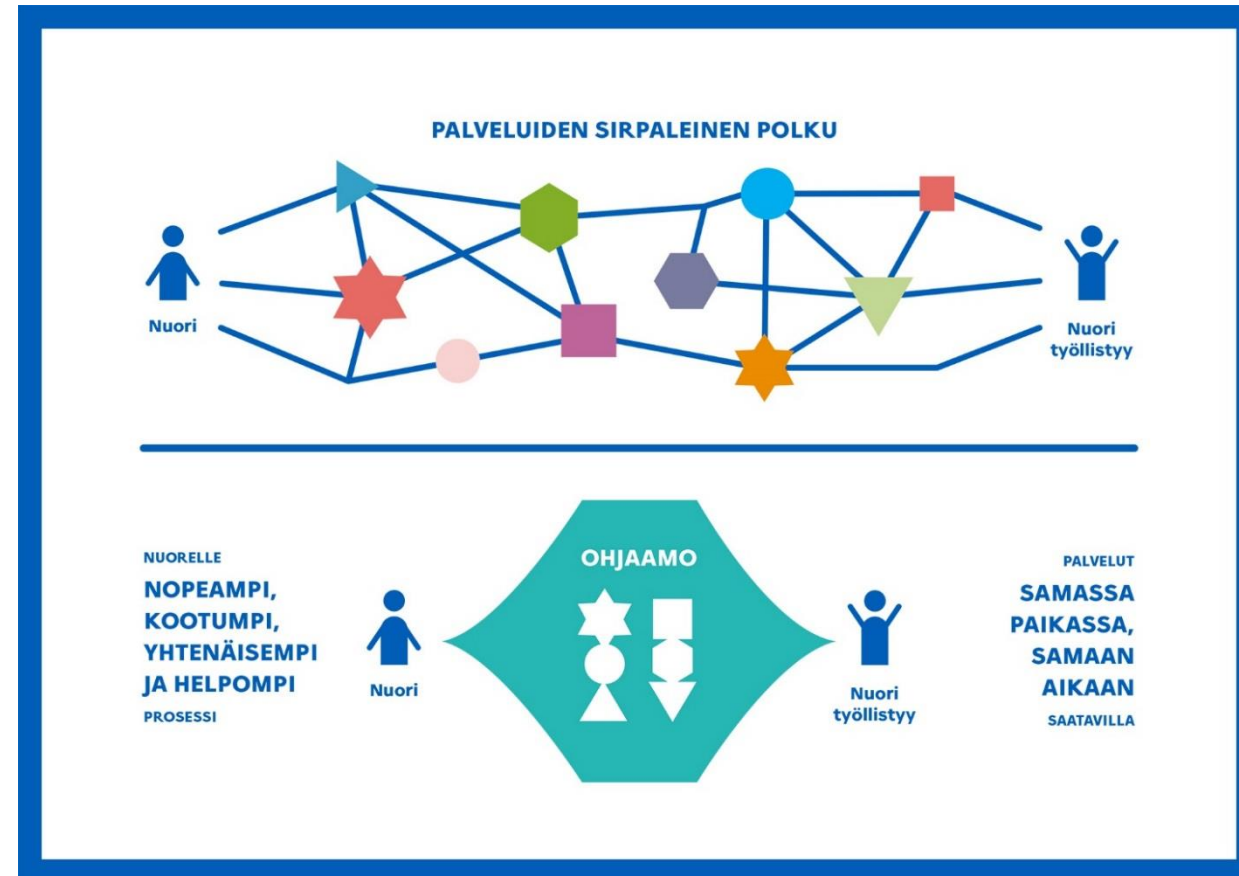 PALVELUIDEN SIRPALEINEN POLKU
Nuori
Nuori
työllistyy
OHJAAMO
NUORELLE
NOPEAMPI,
KOOTUMPI,
YHTENÄISEMPI
JA HELPOMPI
PROSESSI
Nuori
Nuori
työllistyy
PALVELUT
SAMASSA
PAIKASSA,
SAMAAN
AIKAAN
SAATAVILLA